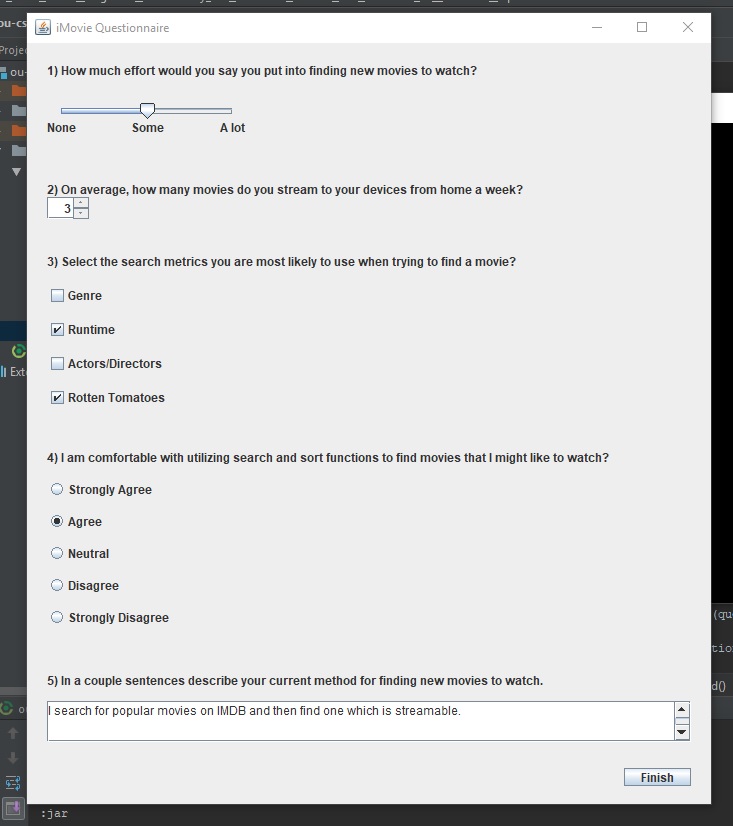 ou-cs
iMovie Questionnaire
Projec
ou-
1) How much effort would you say you put into finding new movies to watch?
None Some A lot
2) On average, how many movies do you stream to your devices from home a week?
3
3) Select the search metrics you are most likely to use when trying to find a movie?
Genre
Runtime
Actors/Directors
Exte
Rotten Tomatoes
4) I am comfortable with utilizing search and sort functions to find movies that I might like to watch?
Strongly Agree
Agree
Neutral
Disagree
Strongly Disagree
(qu
tio
5) In a couple sentences describe your current method for finding new movies to watch.
d()
I search for popular movies on IMDB and then find one which is streamable.
Finish
:jar